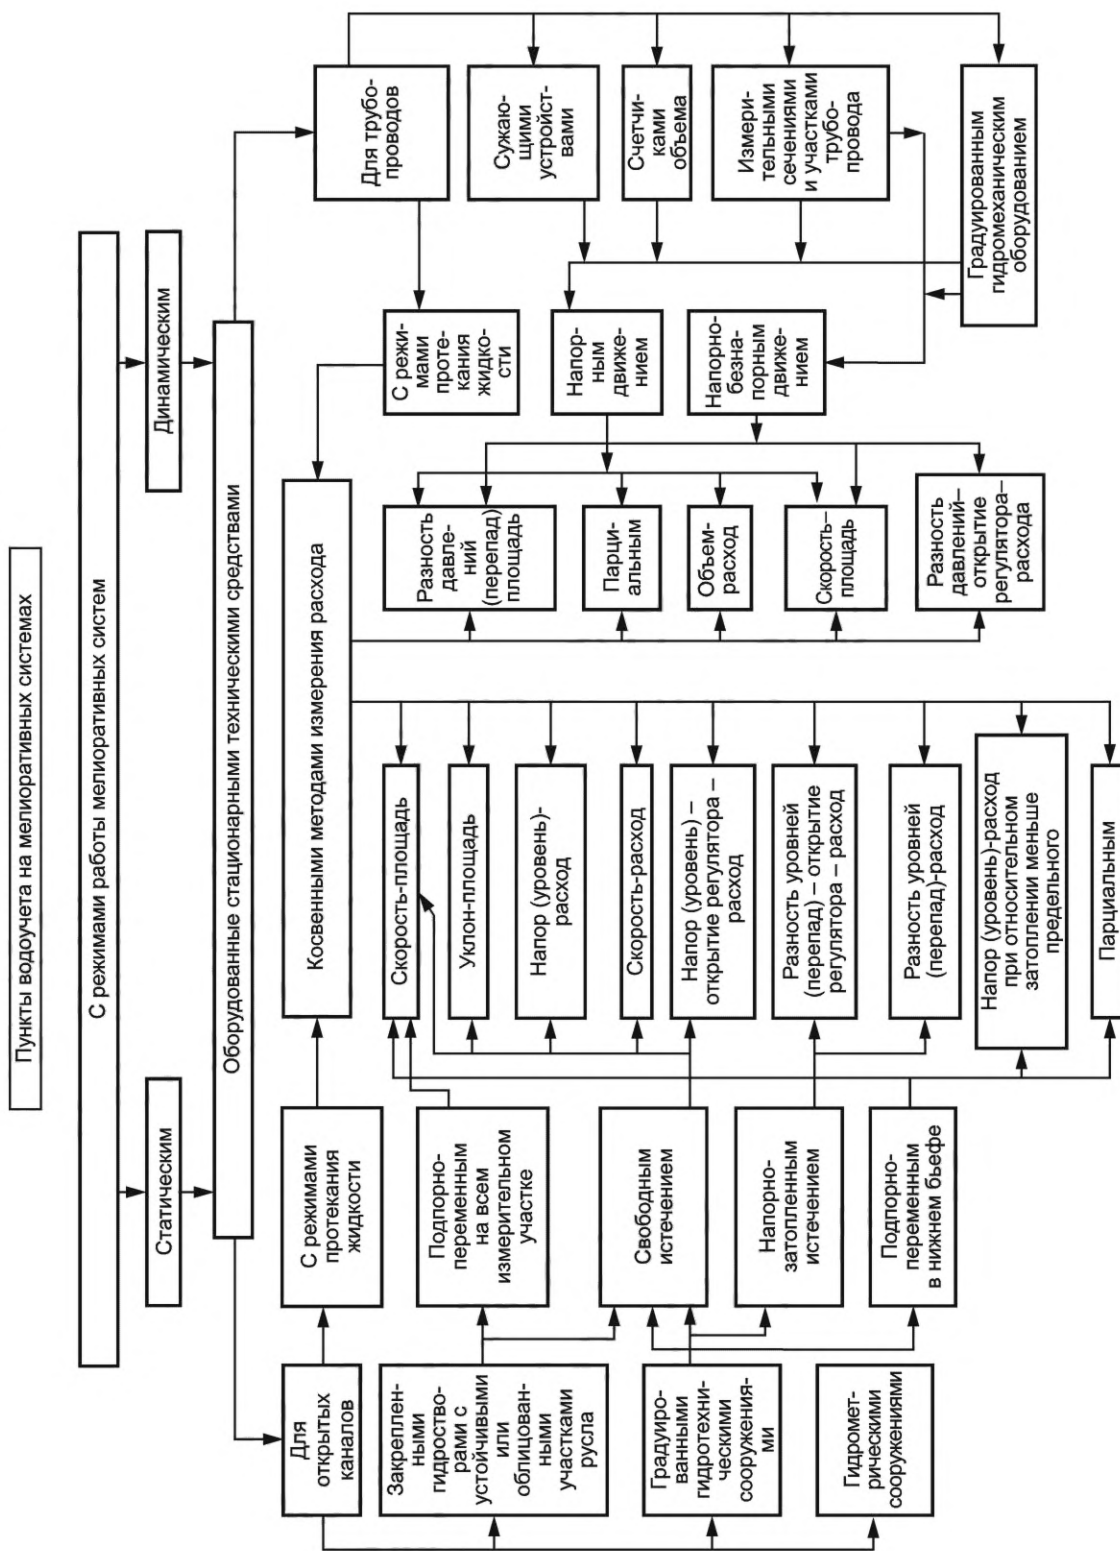 Пункты водоучета на мелиоративных системах
С режимами работы мелиоративных систем
Статическим
Динамическим
Оборудованные стационарными техническими средствами
Для
открытых
каналов
С режимами
протекания
жидкости
Косвенными методами измерения расхода
С режи-
мами
проте-
кания
жидко-
сти
Для трубо-
проводов
Закреплен-
ными
гидроство-
рами с
устойчивыми
или
облицован-
ными
участками
русла
Градуиро-
ванными
гидротехни-
ческими
сооружения-
ми
Гидромет-
рическими
сооружениями
Подпорно-
переменным
на всем
измерительном
участке
Свободным
истечением
Напорно-
затопленным
истечением
Подпорно-
переменным
в нижнем бьефе
Скорость-площадь
Уклон-площадь
Напор (уровень)-
расход
Скорость-расход
Напор (уровень) –
открытие регулятора –
расход
Разность уровней
(перепад) – открытие
регулятора – расход
Разность уровней
(перепад)-расход
Напор (уровень)-расход
при относительном
затоплении меньше
предельного
Парциальным
Разность
давле-
ний
(перепад)
площадь
Парци-
альным
Объем-
расход
Скорость–
площадь
Разность
давлений–
открытие
регулятора–
расхода
Напор-
ным
движе-
нием
Напорно-
безна-
порным
движе-
нием
Сужаю-
щими
устройст-
вами
Счетчи-
ками
объема
Измери-
тельными
сечениями
и участками
трубо-
провода
Градуированным
гидромеханическим
оборудованием